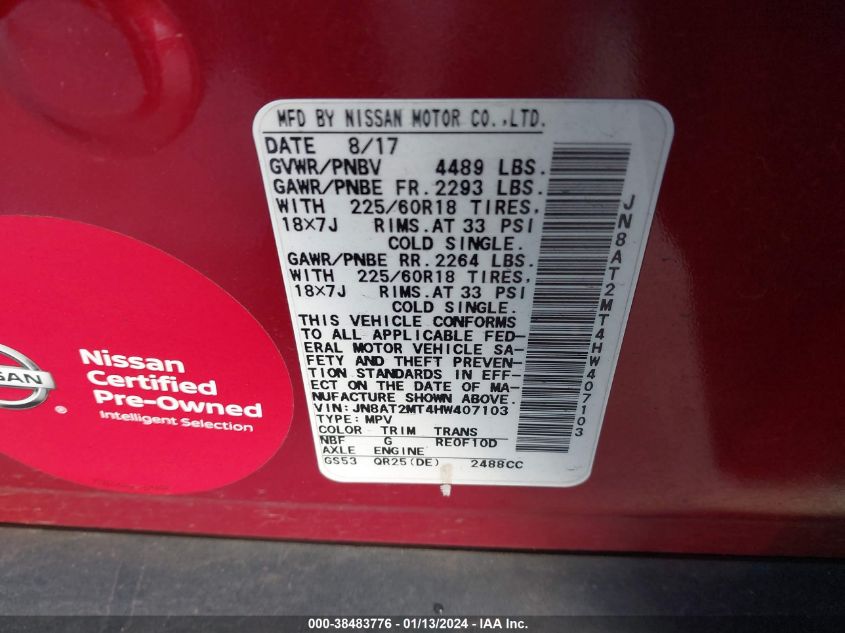 MFD BY NISSAN MOTOR CO.,LTD.
DATE 8/17
GVWR/PNBV 4489 LBS.
GAWR/PNBE FR. 2293 LBS.
WITH 225/60R18 TIRES,
18X7J RIMS.AT 33 PSI
COLD SINGLE.
GAWR/PNBE RR. 2264 LBS.
WITH 225/60R18 TIRES,
18X7J RIMS.AT 33 PSI
COLD SINGLE.
THIS VEHICLE CONFORMS
TO ALL APPLICABLE FED-
ERAL MOTOR VEHICLE SA-
FETY AND THEFT PREVEN-
TION STANDARDS IN EFF-
ECT ON THE DATE OF MA-
NUFACTURE SHOWN ABOVE.
VIN: JN8AT2MT4HW407103
TYPE: MPV
COLOR TRIM TRANS
NBF G RE0F10D
AXLE ENGINE
GS53 QR25(DE) 2488CC
JN8AT2MT4HW407103
SSAN ®
Nissan
Certified
Pre-Owned
Intelligent Selection
000-38483776 - 01/13/2024 - IAA Inc.